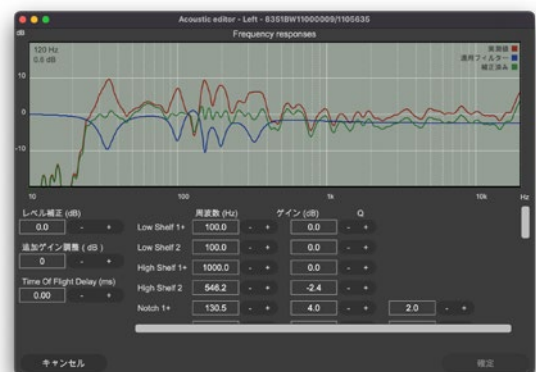 Acoustic editor - Left - 8351BW11000009/1105635
dB
Frequency responses
120 Hz
0.6 dB
実測値
適用フィルター
補正済み
10
0
-10
10
100
1k
10k
Hz
レベル補正 (dB)
周波数 (Hz)
ゲイン (dB)
Q
0.0 - +
Low Shelf 1+ 100.0 - + 0.0 - +
追加ゲイン調整 ( dB )
Low Shelf 2 100.0 - + 0.0 - +
0 - +
High Shelf 1+ 1000.0 - + 0.0 - +
Time Of Flight Delay (ms)
High Shelf 2 546.2 - + -2.4 - +
0.00 - +
Notch 1+ 130.5 - + 4.0 - + 2.0 - +
キャンセル
確定